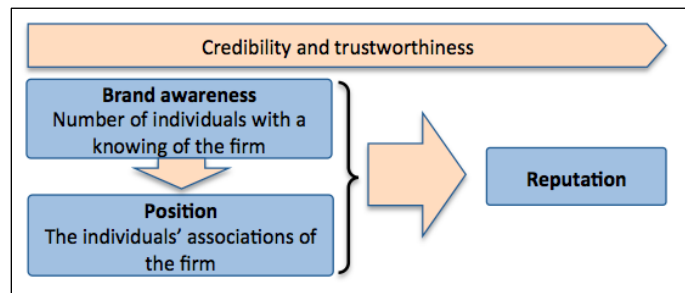 Credibility and trustworthiness
Brand awareness
Number of individuals with a
knowing of the firm
Position
The individuals’ associations of
the firm
Reputation